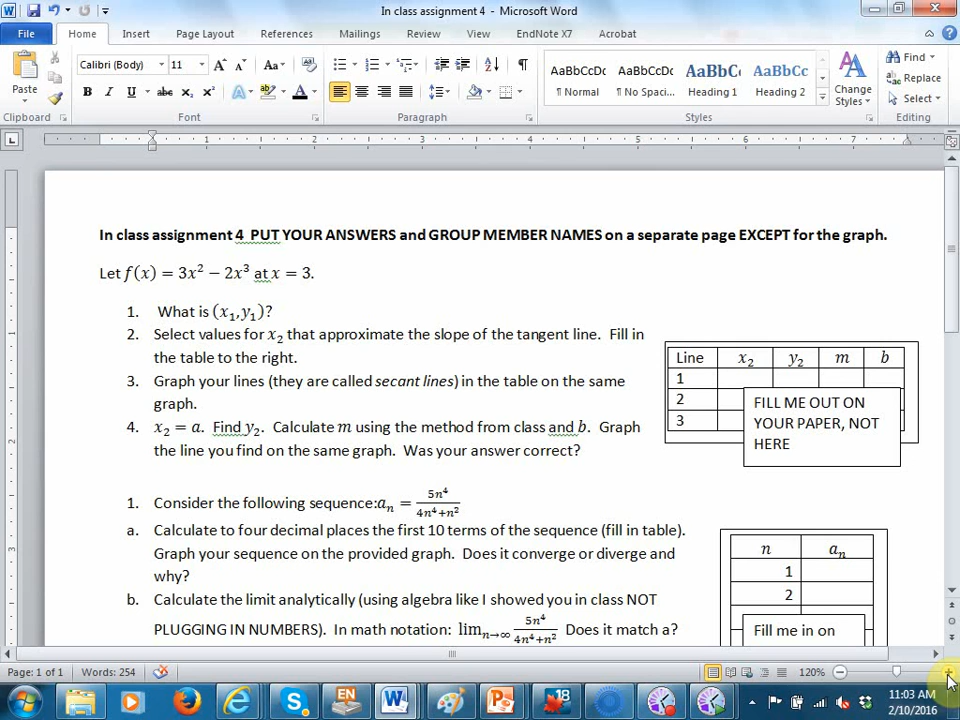 In class assignment 4 - Microsoft Word
File Home Insert Page Layout References Mailings Review View EndNote X7 Acrobat
Paste
Calibri (Body) 11
AaBbCcDc AaBbCcDc AaBbCc AaBbCc
¶ Normal ¶ No Spaci... Heading 1 Heading 2
Change Styles
Find
Replace
Select
Clipboard Font Paragraph Styles Editing
1 2 3 4 5 6 7
In class assignment 4 PUT YOUR ANSWERS and GROUP MEMBER NAMES on a separate page EXCEPT for the graph.
Let f(x) = 3x² − 2x³ at x = 3.
1. What is (x₁,y₁)?
2. Select values for x₂ that approximate the slope of the tangent line. Fill in
the table to the right.
3. Graph your lines (they are called secant lines) in the table on the same
graph.
4. x₂ = a. Find y₂. Calculate m using the method from class and b. Graph
the line you find on the same graph. Was your answer correct?
Line x₂ y₂ m b
1
2
3
FILL ME OUT ON
YOUR PAPER, NOT
HERE
1. Consider the following sequence:aₙ = 5n⁴/(4n⁴+n²)
a. Calculate to four decimal places the first 10 terms of the sequence (fill in table).
Graph your sequence on the provided graph. Does it converge or diverge and
why?
b. Calculate the limit analytically (using algebra like I showed you in class NOT
PLUGGING IN NUMBERS). In math notation: limₙ→∞ 5n⁴/(4n⁴+n²) Does it match a?
n aₙ
1
2
Fill me in on
Page: 1 of 1 Words: 254 120%
EN 18
11:03 AM
2/10/2016